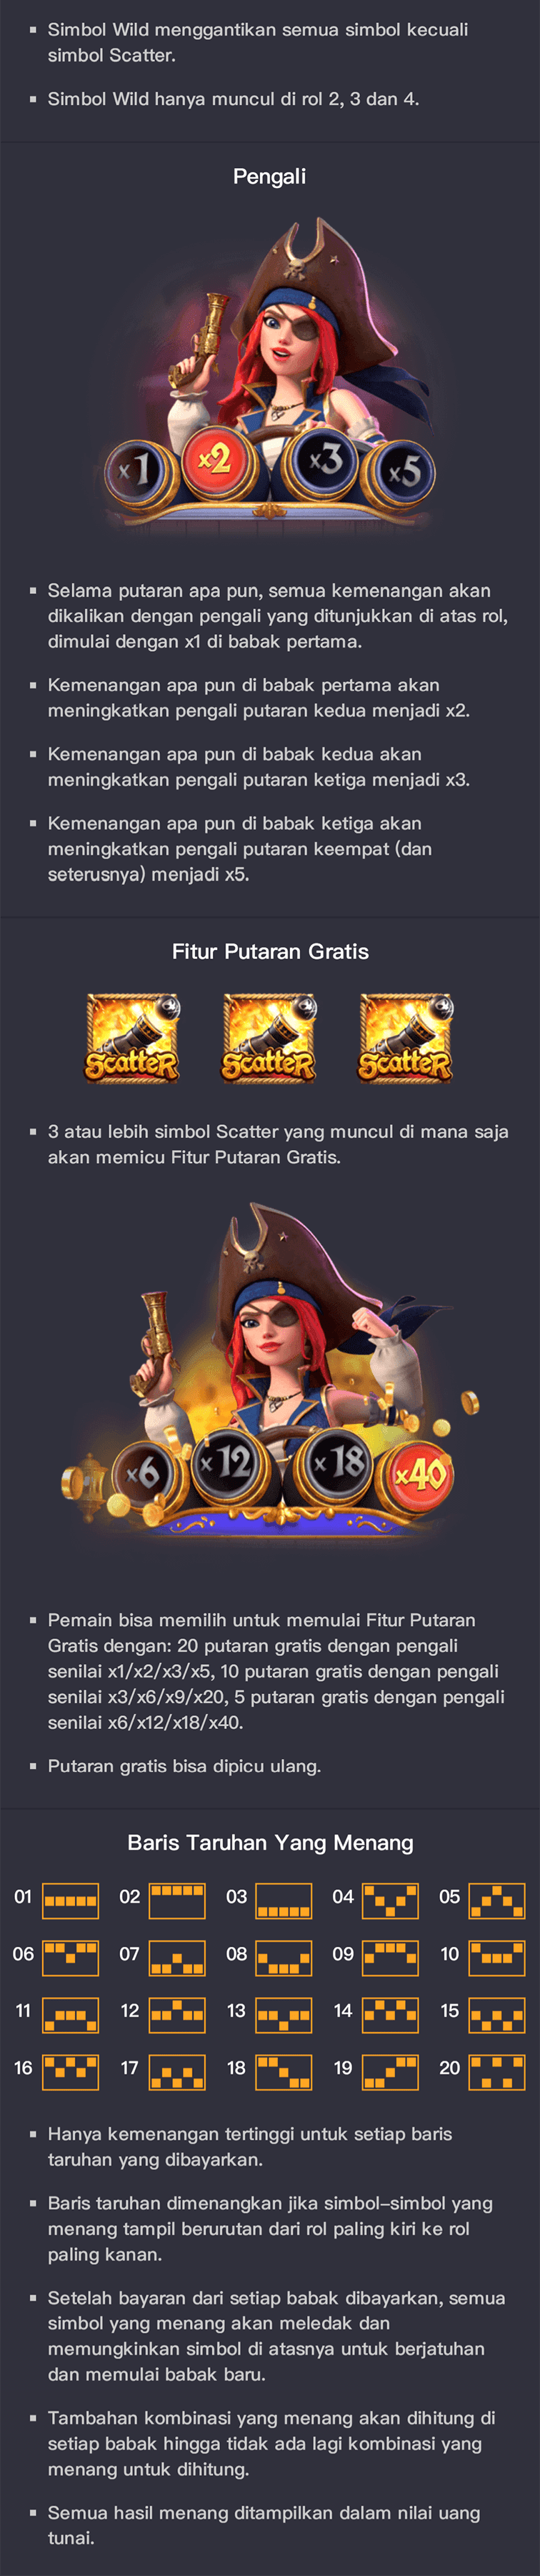 Simbol Wild menggantikan semua simbol kecuali
simbol Scatter.
Simbol Wild hanya muncul di rol 2, 3 dan 4.
Pengali
x1 x2 x3 x5
Selama putaran apa pun, semua kemenangan akan
dikalikan dengan pengali yang ditunjukkan di atas rol,
dimulai dengan x1 di babak pertama.
Kemenangan apa pun di babak pertama akan
meningkatkan pengali putaran kedua menjadi x2.
Kemenangan apa pun di babak kedua akan
meningkatkan pengali putaran ketiga menjadi x3.
Kemenangan apa pun di babak ketiga akan
meningkatkan pengali putaran keempat (dan
seterusnya) menjadi x5.
Fitur Putaran Gratis
Scatter Scatter Scatter
3 atau lebih simbol Scatter yang muncul di mana saja
akan memicu Fitur Putaran Gratis.
x6 x12 x18 x40
Pemain bisa memilih untuk memulai Fitur Putaran
Gratis dengan: 20 putaran gratis dengan pengali
senilai x1/x2/x3/x5, 10 putaran gratis dengan pengali
senilai x3/x6/x9/x20, 5 putaran gratis dengan pengali
senilai x6/x12/x18/x40.
Putaran gratis bisa dipicu ulang.
Baris Taruhan Yang Menang
01 02 03 04 05
06 07 08 09 10
11 12 13 14 15
16 17 18 19 20
Hanya kemenangan tertinggi untuk setiap baris
taruhan yang dibayarkan.
Baris taruhan dimenangkan jika simbol–simbol yang
menang tampil berurutan dari rol paling kiri ke rol
paling kanan.
Setelah bayaran dari setiap babak dibayarkan, semua
simbol yang menang akan meledak dan
memungkinkan simbol di atasnya untuk berjatuhan
dan memulai babak baru.
Tambahan kombinasi yang menang akan dihitung di
setiap babak hingga tidak ada lagi kombinasi yang
menang untuk dihitung.
Semua hasil menang ditampilkan dalam nilai uang
tunai.